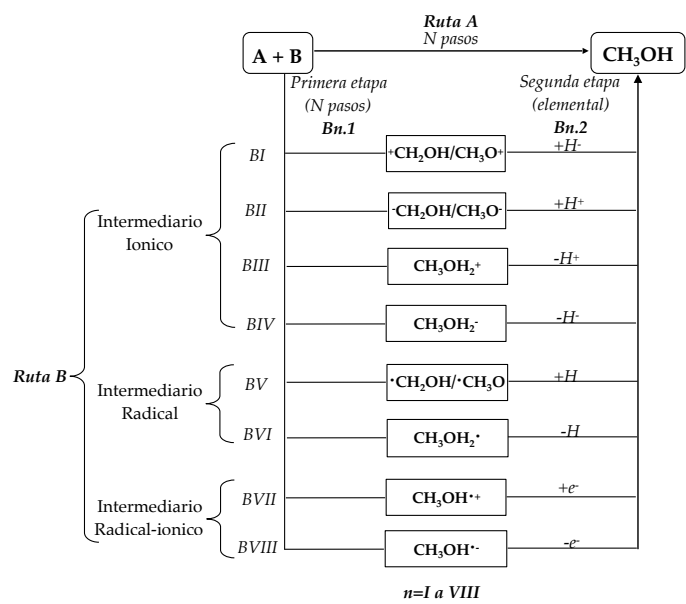 Ruta A
N pasos
A + B
CH₃OH
Primera etapa
(N pasos)
Bn.1
Segunda etapa
(elemental)
Bn.2
BI
⁺CH₂OH/CH₃O⁺
+H⁻
BII
⁻CH₂OH/CH₃O⁻
+H⁺
Intermediario
Ionico
BIII
CH₃OH₂⁺
-H⁺
BIV
CH₃OH₂⁻
-H⁻
Ruta B
BV
•CH₂OH/•CH₃O
+H
Intermediario
Radical
BVI
CH₃OH₂•
-H
BVII
CH₃OH•⁺
+e⁻
Intermediario
Radical-ionico
BVIII
CH₃OH•⁻
-e⁻
n=I a VIII